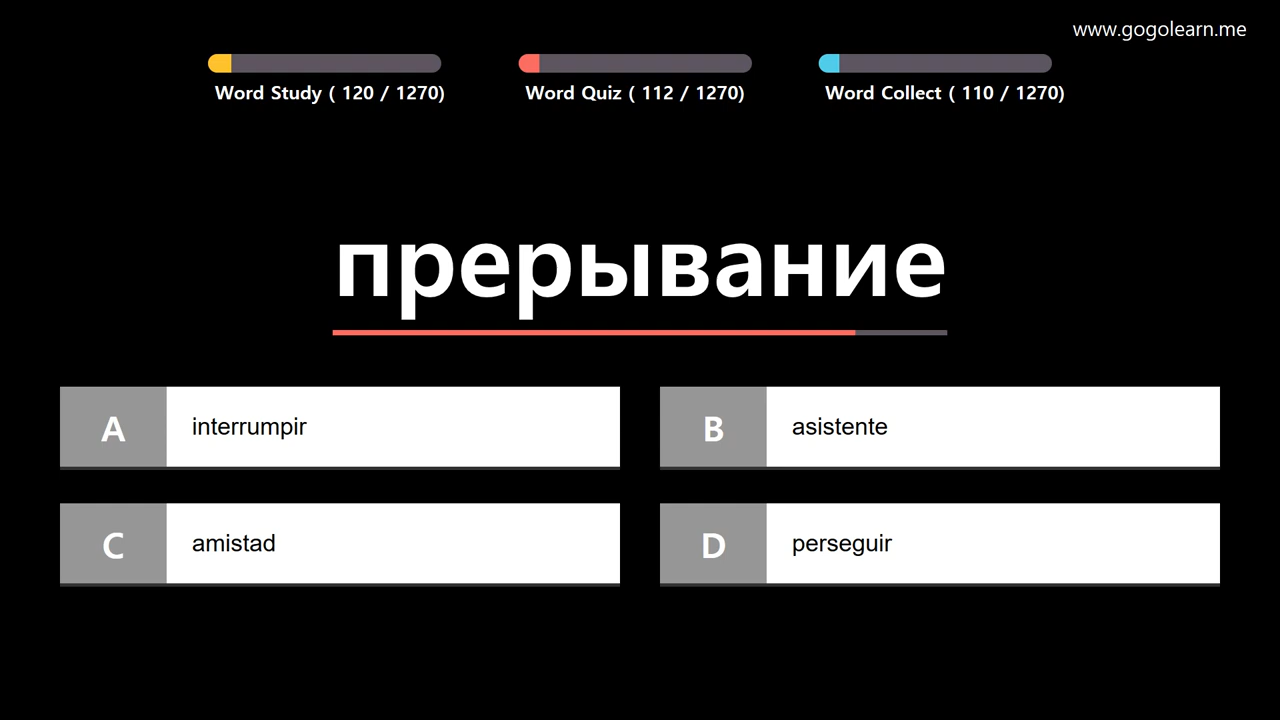 www.gogolearn.me
Word Study ( 120 / 1270)
Word Quiz ( 112 / 1270)
Word Collect ( 110 / 1270)
прерывание
A interrumpir
B asistente
C amistad
D perseguir